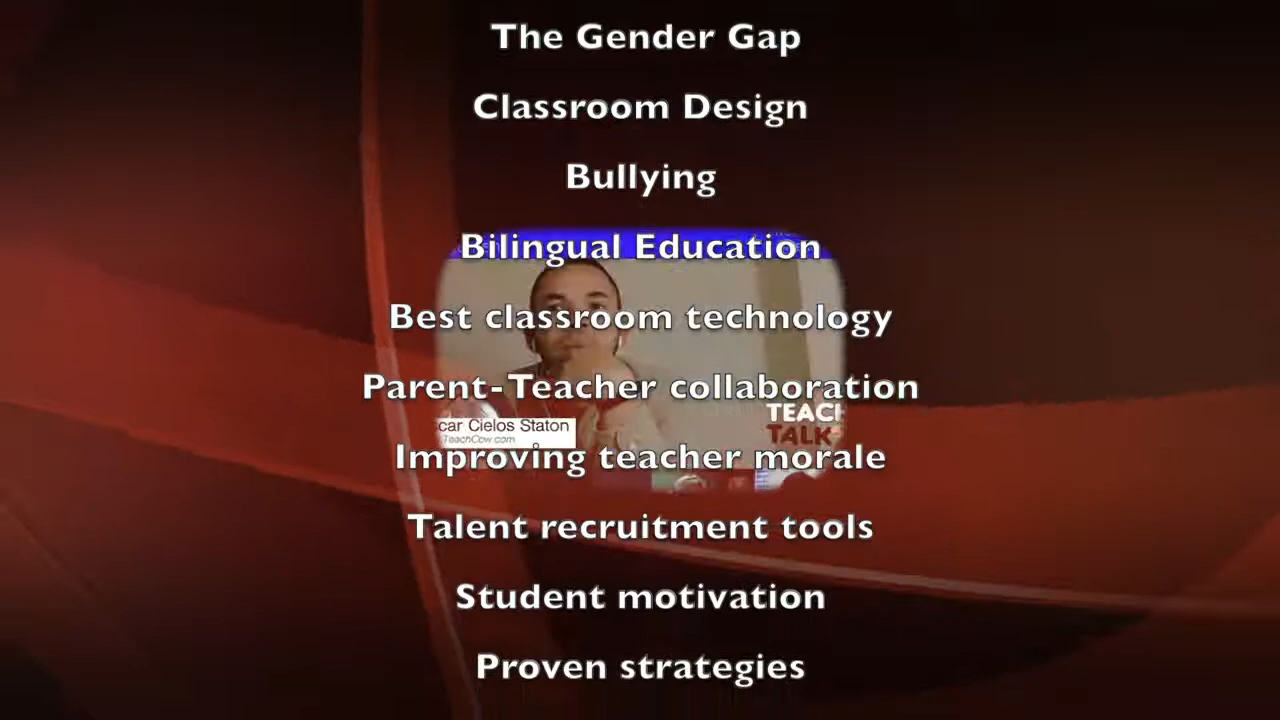 The Gender Gap
Classroom Design
Bullying
Bilingual Education
Best classroom technology
Parent-Teacher collaboration
TEACH
car Cielos Staton
TALK
TeachCow.com
Improving teacher morale
Talent recruitment tools
Student motivation
Proven strategies